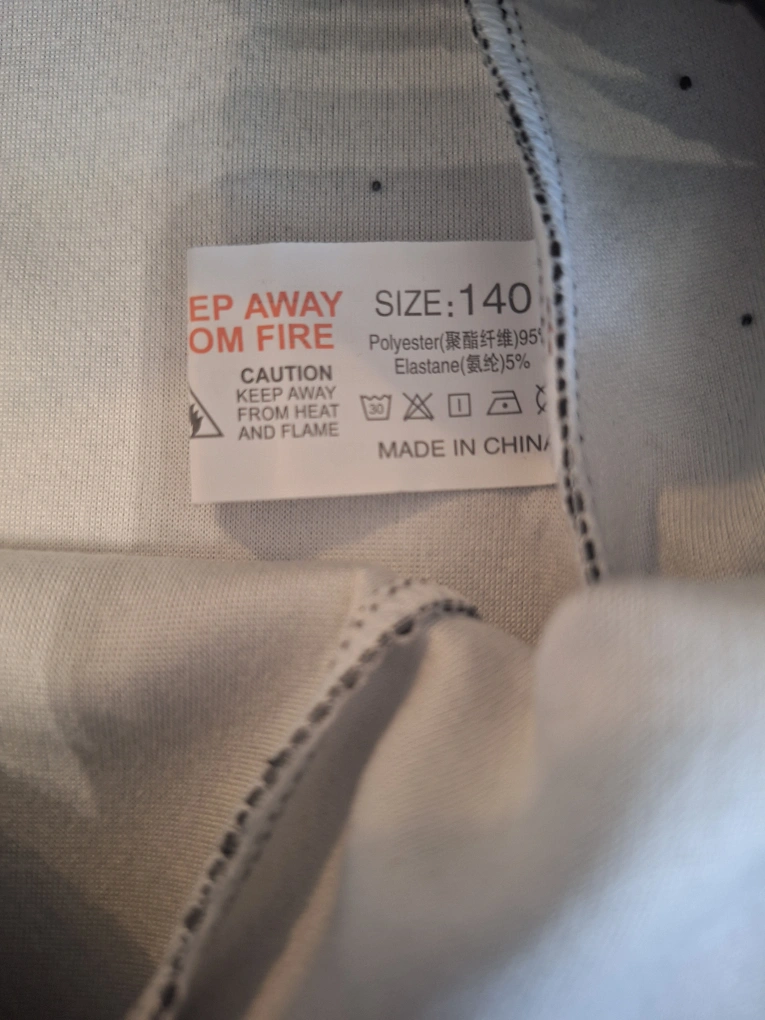 EP AWAY
OM FIRE
CAUTION
KEEP AWAY
FROM HEAT
AND FLAME
SIZE:140
Polyester(聚酯纤维)95%
Elastane(氨纶)5%
30
MADE IN CHINA